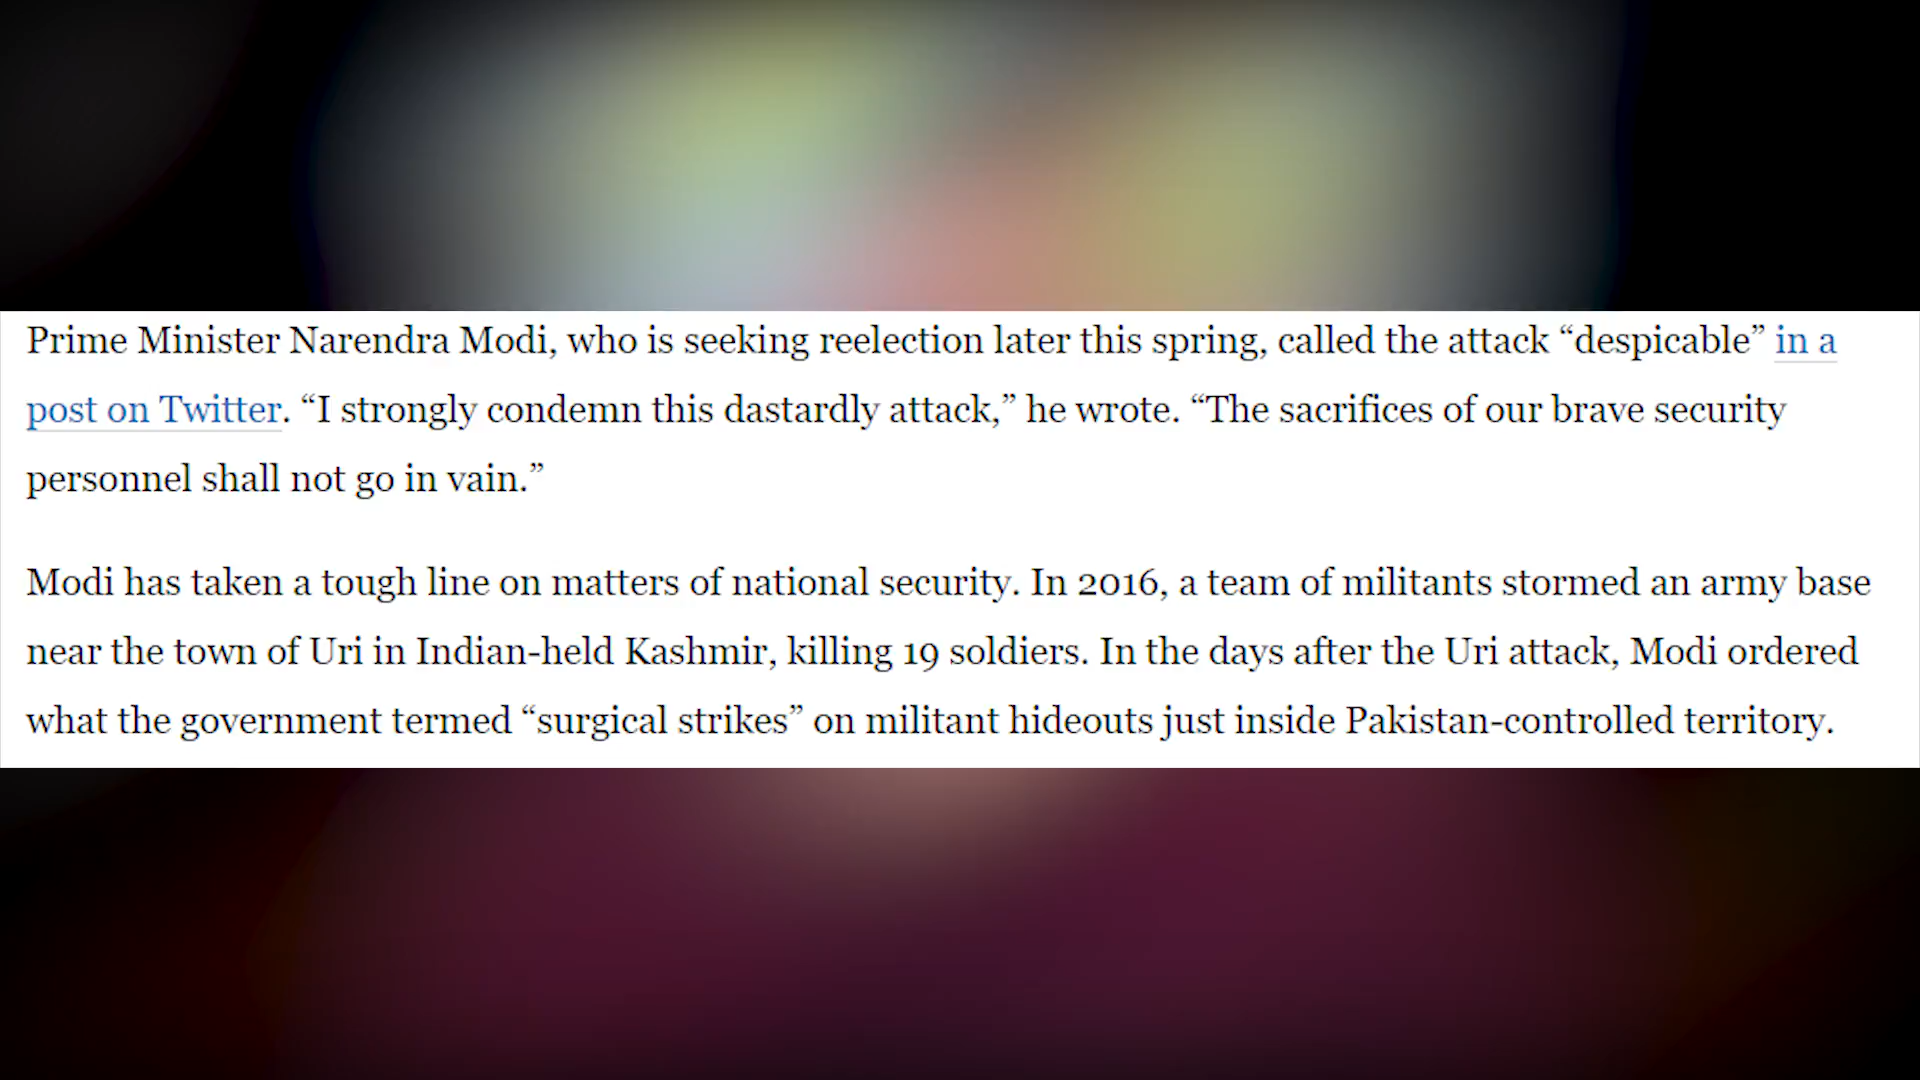 Prime Minister Narendra Modi, who is seeking reelection later this spring, called the attack “despicable” in a
post on Twitter. “I strongly condemn this dastardly attack,” he wrote. “The sacrifices of our brave security
personnel shall not go in vain.”
Modi has taken a tough line on matters of national security. In 2016, a team of militants stormed an army base
near the town of Uri in Indian-held Kashmir, killing 19 soldiers. In the days after the Uri attack, Modi ordered
what the government termed “surgical strikes” on militant hideouts just inside Pakistan-controlled territory.